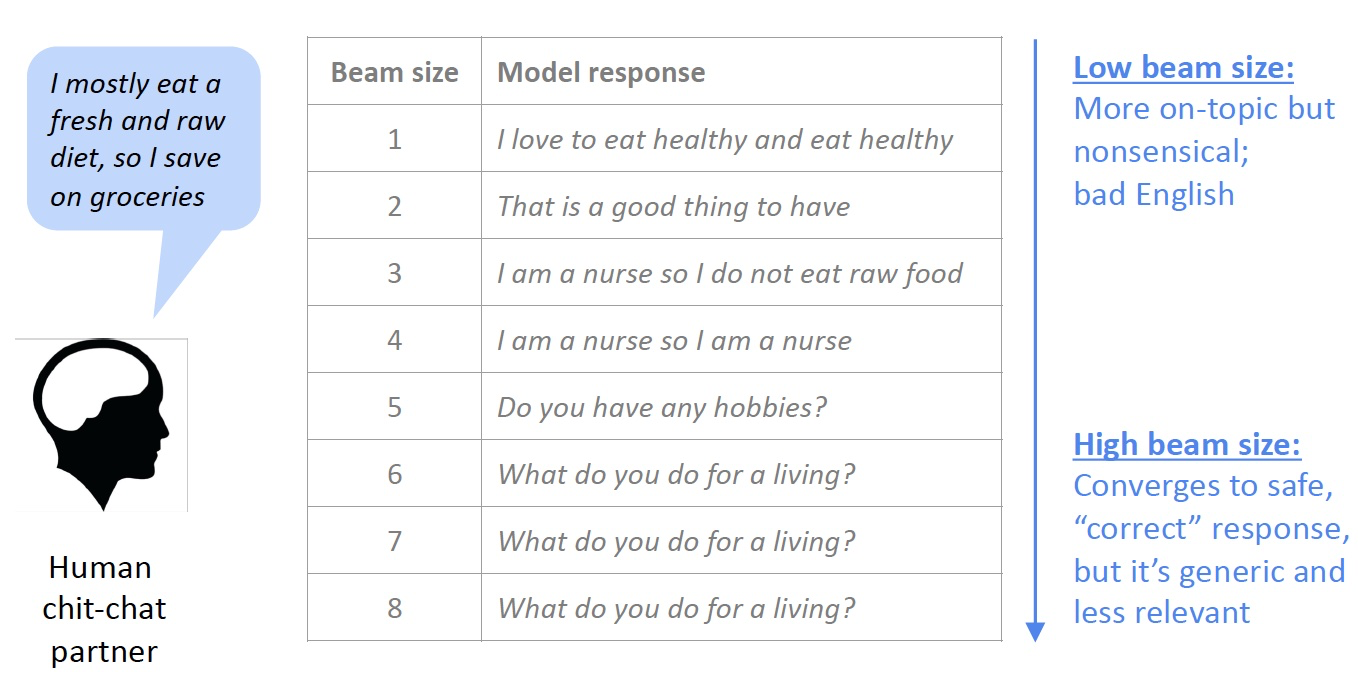 I mostly eat a
fresh and raw
diet, so I save
on groceries
Human
chit-chat
partner
Beam size Model response
1 I love to eat healthy and eat healthy
2 That is a good thing to have
3 I am a nurse so I do not eat raw food
4 I am a nurse so I am a nurse
5 Do you have any hobbies?
6 What do you do for a living?
7 What do you do for a living?
8 What do you do for a living?
Low beam size:
More on-topic but
nonsensical;
bad English
High beam size:
Converges to safe,
“correct” response,
but it’s generic and
less relevant